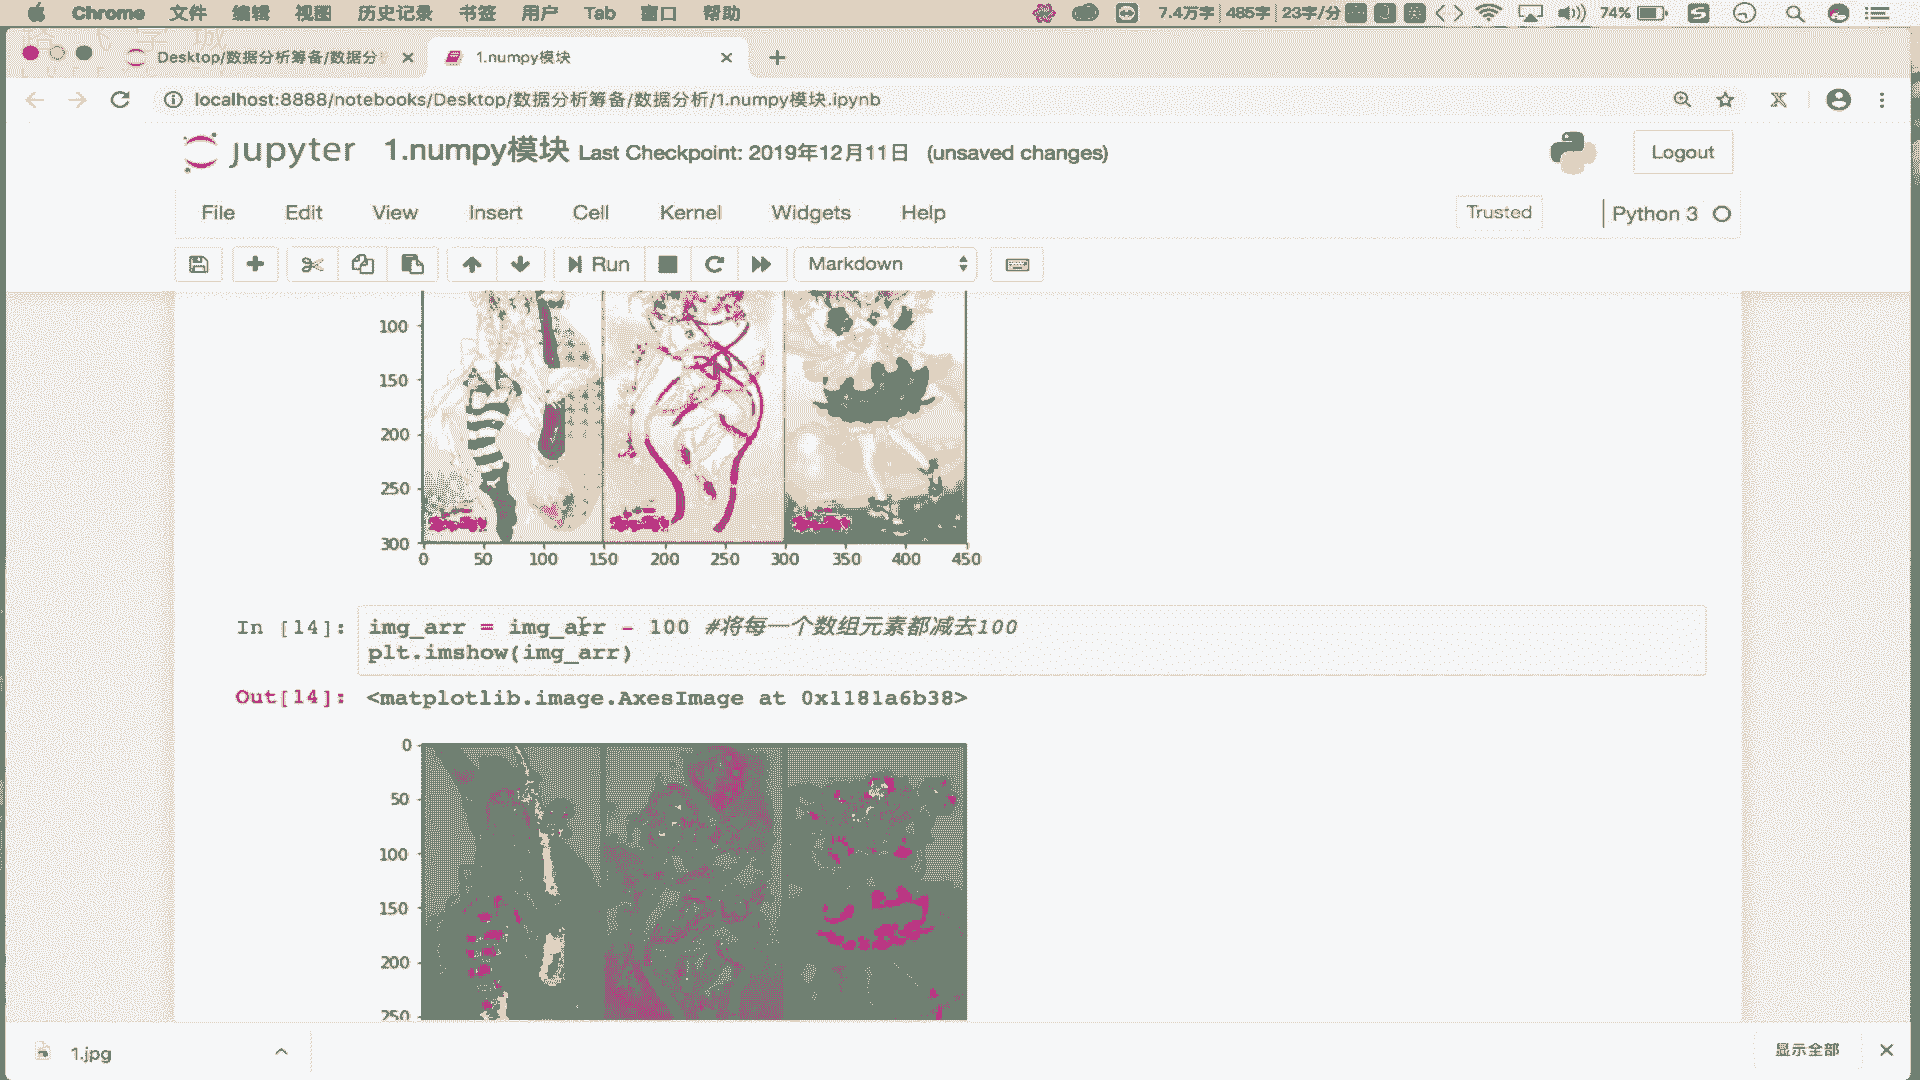 Chrome 文件 编辑 视图 历史记录 书签 用户 Tab 窗口 帮助 7.4万字 485字 23字/分 74%
Desktop/数据分析筹备/数据分 1.numpy模块
localhost:8888/notebooks/Desktop/数据分析筹备/数据分析/1.numpy模块.ipynb
jupyter 1.numpy模块 Last Checkpoint: 2019年12月11日 (unsaved changes) Logout
File Edit View Insert Cell Kernel Widgets Help Trusted Python 3
Run Markdown
100
150
200
250
300
0 50 100 150 200 250 300 350 400 450
In [14]: img_arr = img_arr - 100 #将每一个数组元素都减去100
plt.imshow(img_arr)
Out[14]: <matplotlib.image.AxesImage at 0x1181a6b38>
0
50
100
150
200
250
1.jpg 显示全部